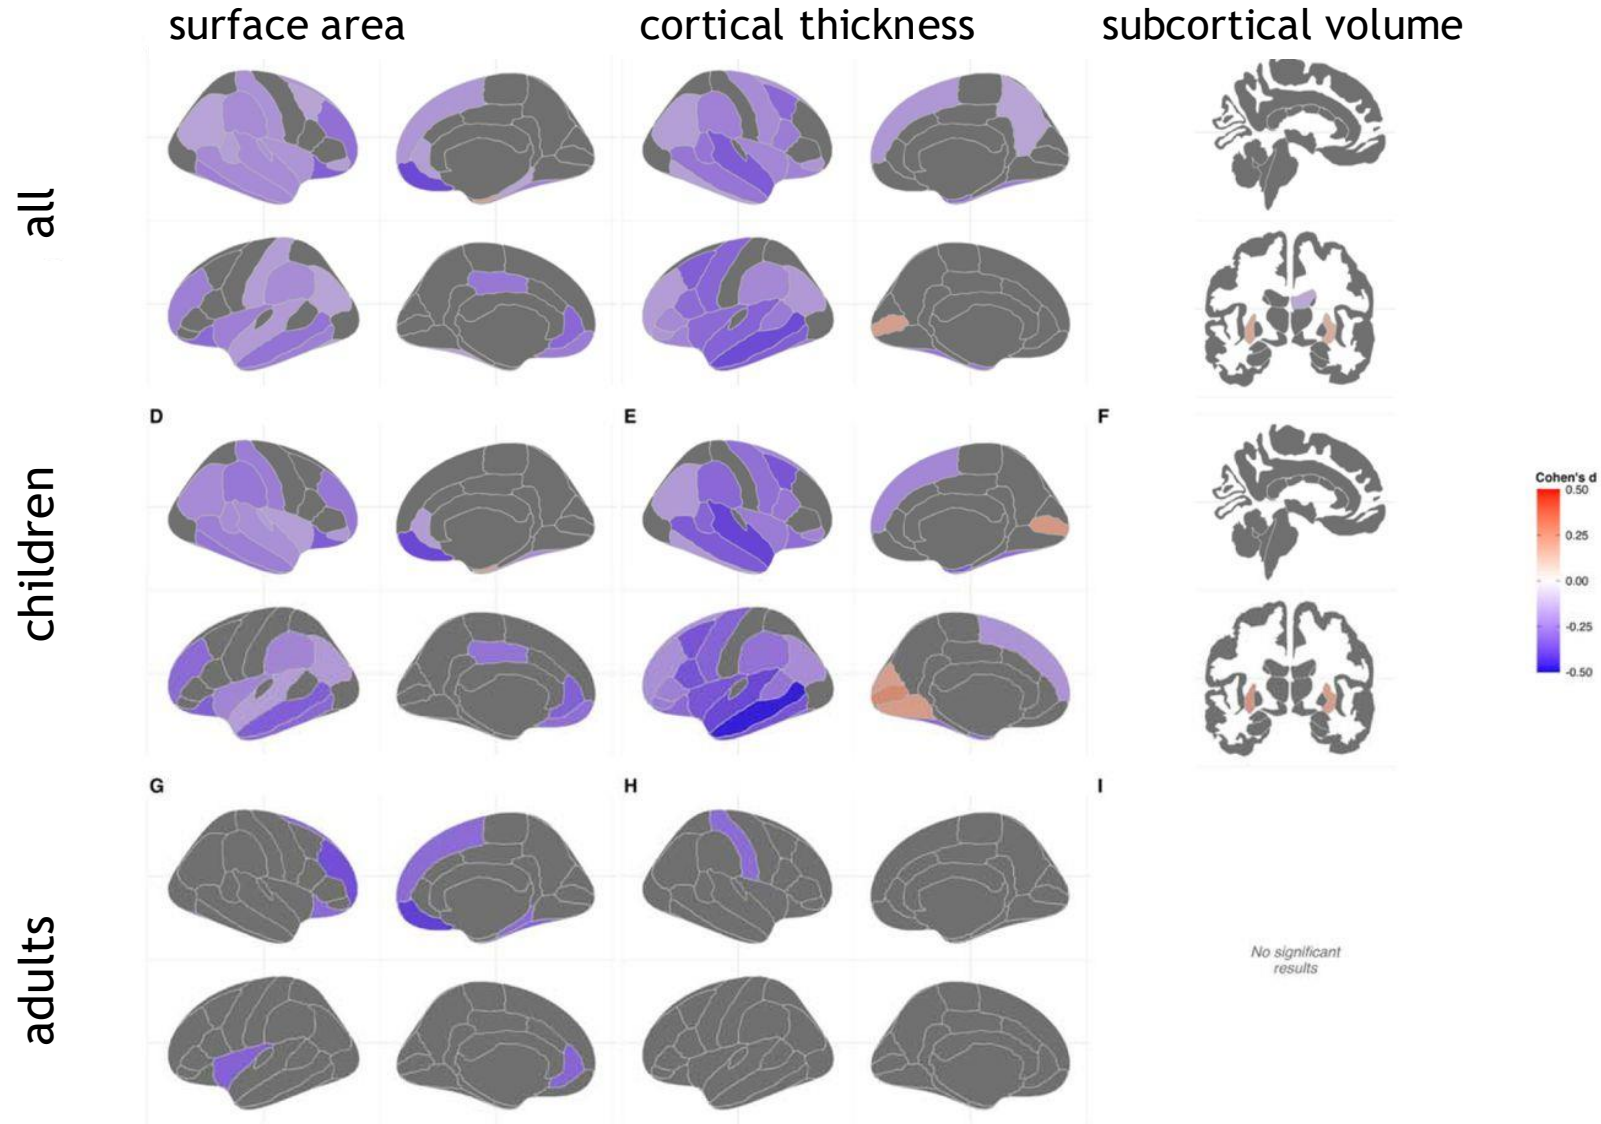 surface area cortical thickness subcortical volume
all
D E F
children
Cohen's d
0.50
0.25
0.00
-0.25
-0.50
G H I
adults
No significant
results